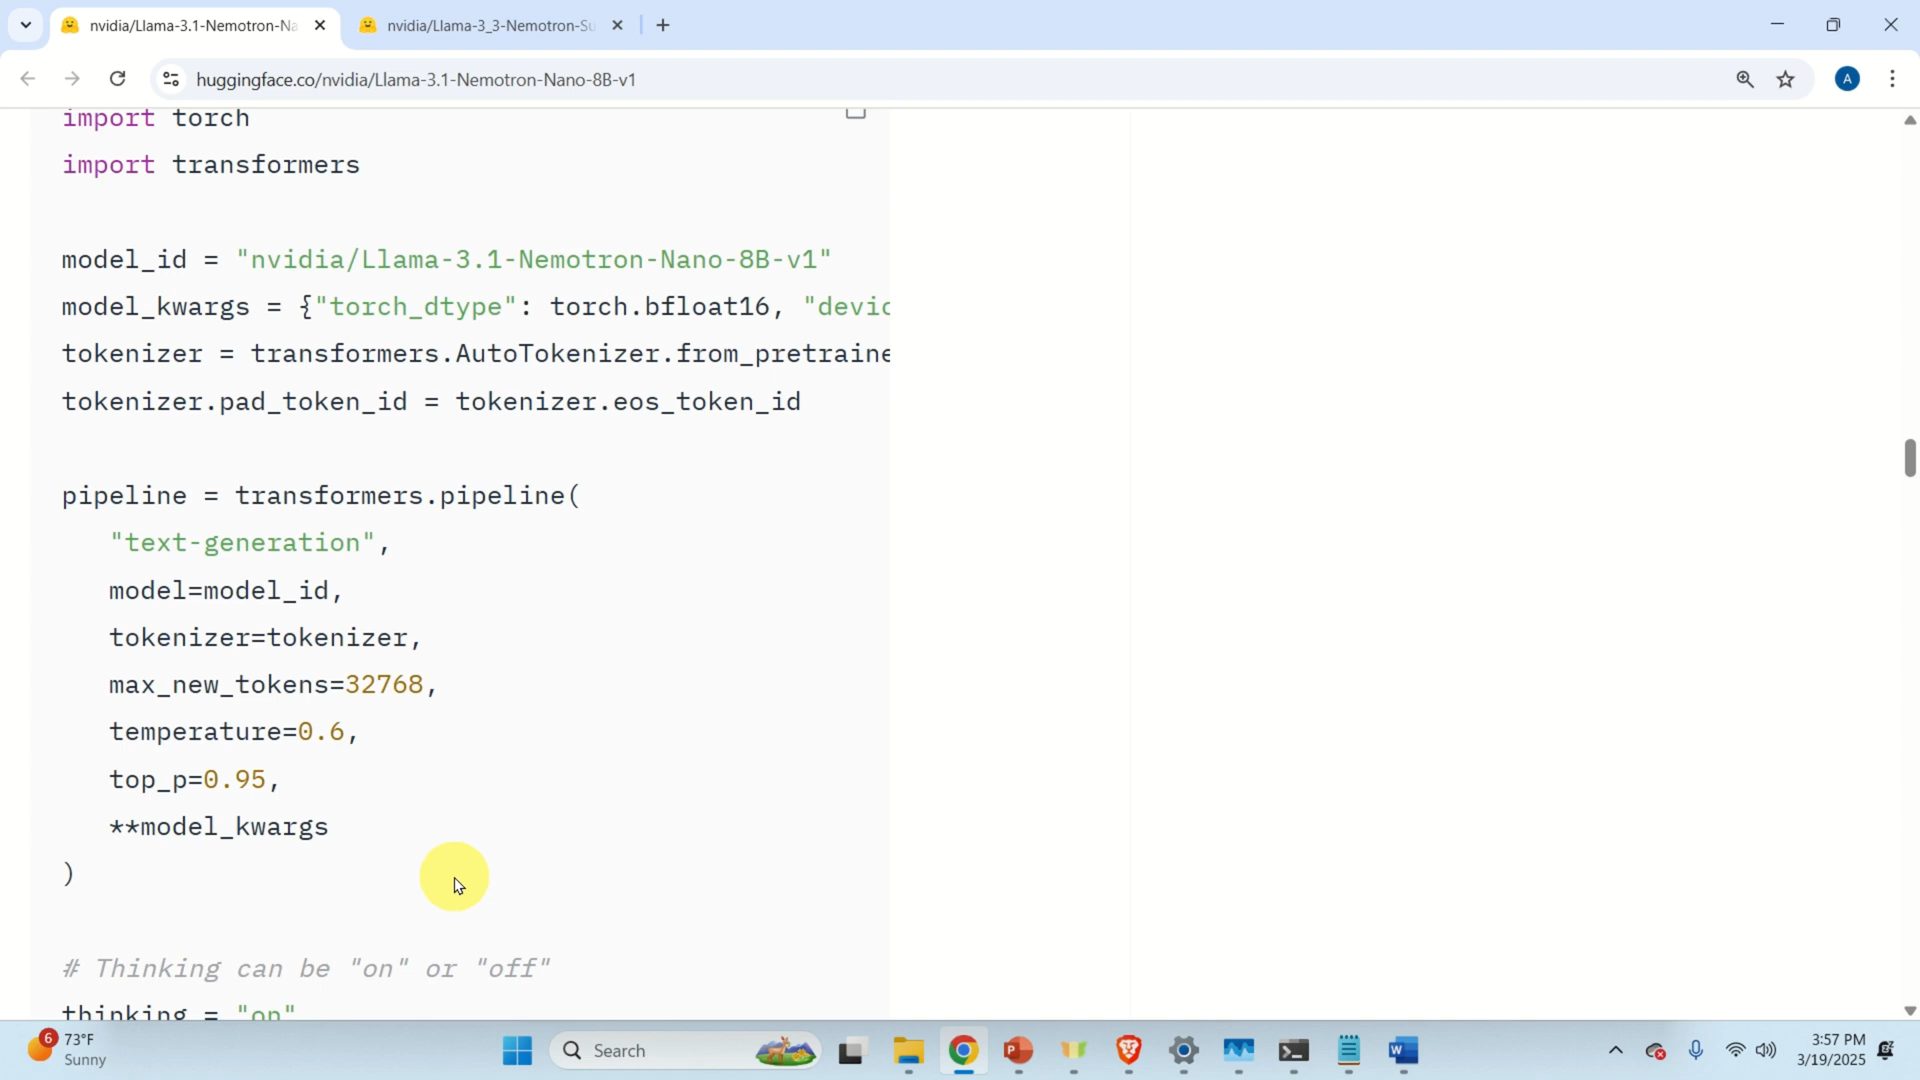 nvidia/Llama-3.1-Nemotron-Na
nvidia/Llama-3_3-Nemotron-Su
huggingface.co/nvidia/Llama-3.1-Nemotron-Nano-8B-v1
A
import torch
import transformers
model_id = "nvidia/Llama-3.1-Nemotron-Nano-8B-v1"
model_kwargs = {"torch_dtype": torch.bfloat16, "devic
tokenizer = transformers.AutoTokenizer.from_pretraine
tokenizer.pad_token_id = tokenizer.eos_token_id
pipeline = transformers.pipeline(
"text-generation",
model=model_id,
tokenizer=tokenizer,
max_new_tokens=32768,
temperature=0.6,
top_p=0.95,
**model_kwargs
)
# Thinking can be "on" or "off"
thinking = "on"
6
73°F
Sunny
Search
3:57 PM
3/19/2025